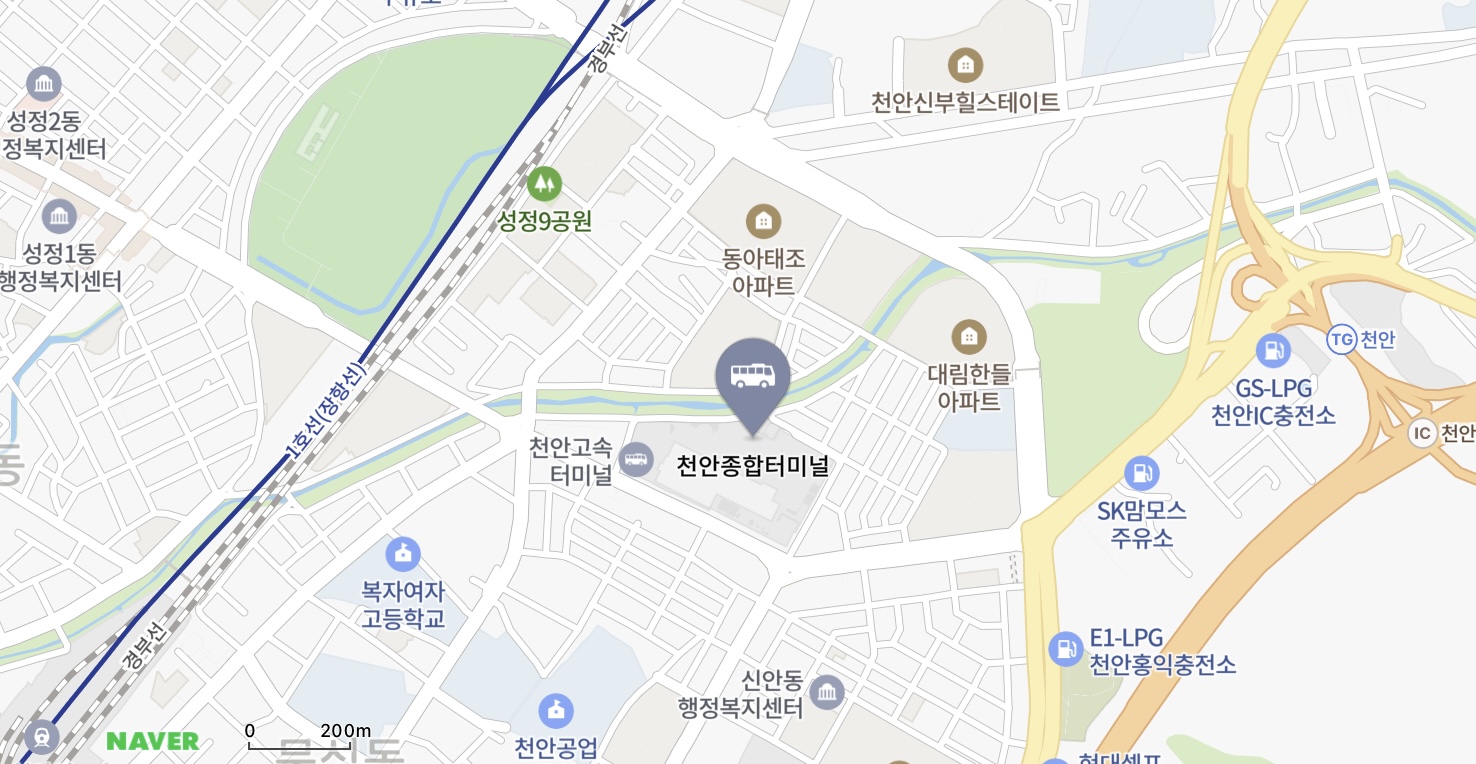 경부선
천안신부힐스테이트
성정2동
정복지센터
성정9공원
성정1동
행정복지센터
동아태조
아파트
TG 천안
대림한들
아파트
GS-LPG
천안IC충전소
1호선(장항선)
IC 천안
천안고속
터미널
천안종합터미널
SK맘모스
주유소
동
복자여자
고등학교
경부선
E1-LPG
천안홍익충전소
신안동
행정복지센터
NAVER
0 200m
천안공업